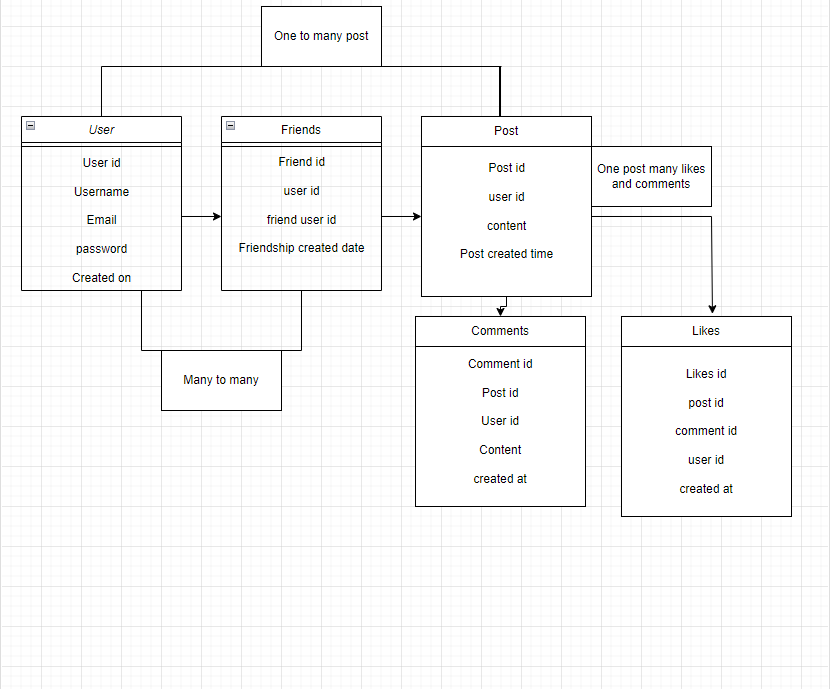 One to many post
User
User id
Username
Email
password
Created on
Friends
Friend id
user id
friend user id
Friendship created date
Post
Post id
user id
content
Post created time
One post many likes
and comments
Many to many
Comments
Comment id
Post id
User id
Content
created at
Likes
Likes id
post id
comment id
user id
created at